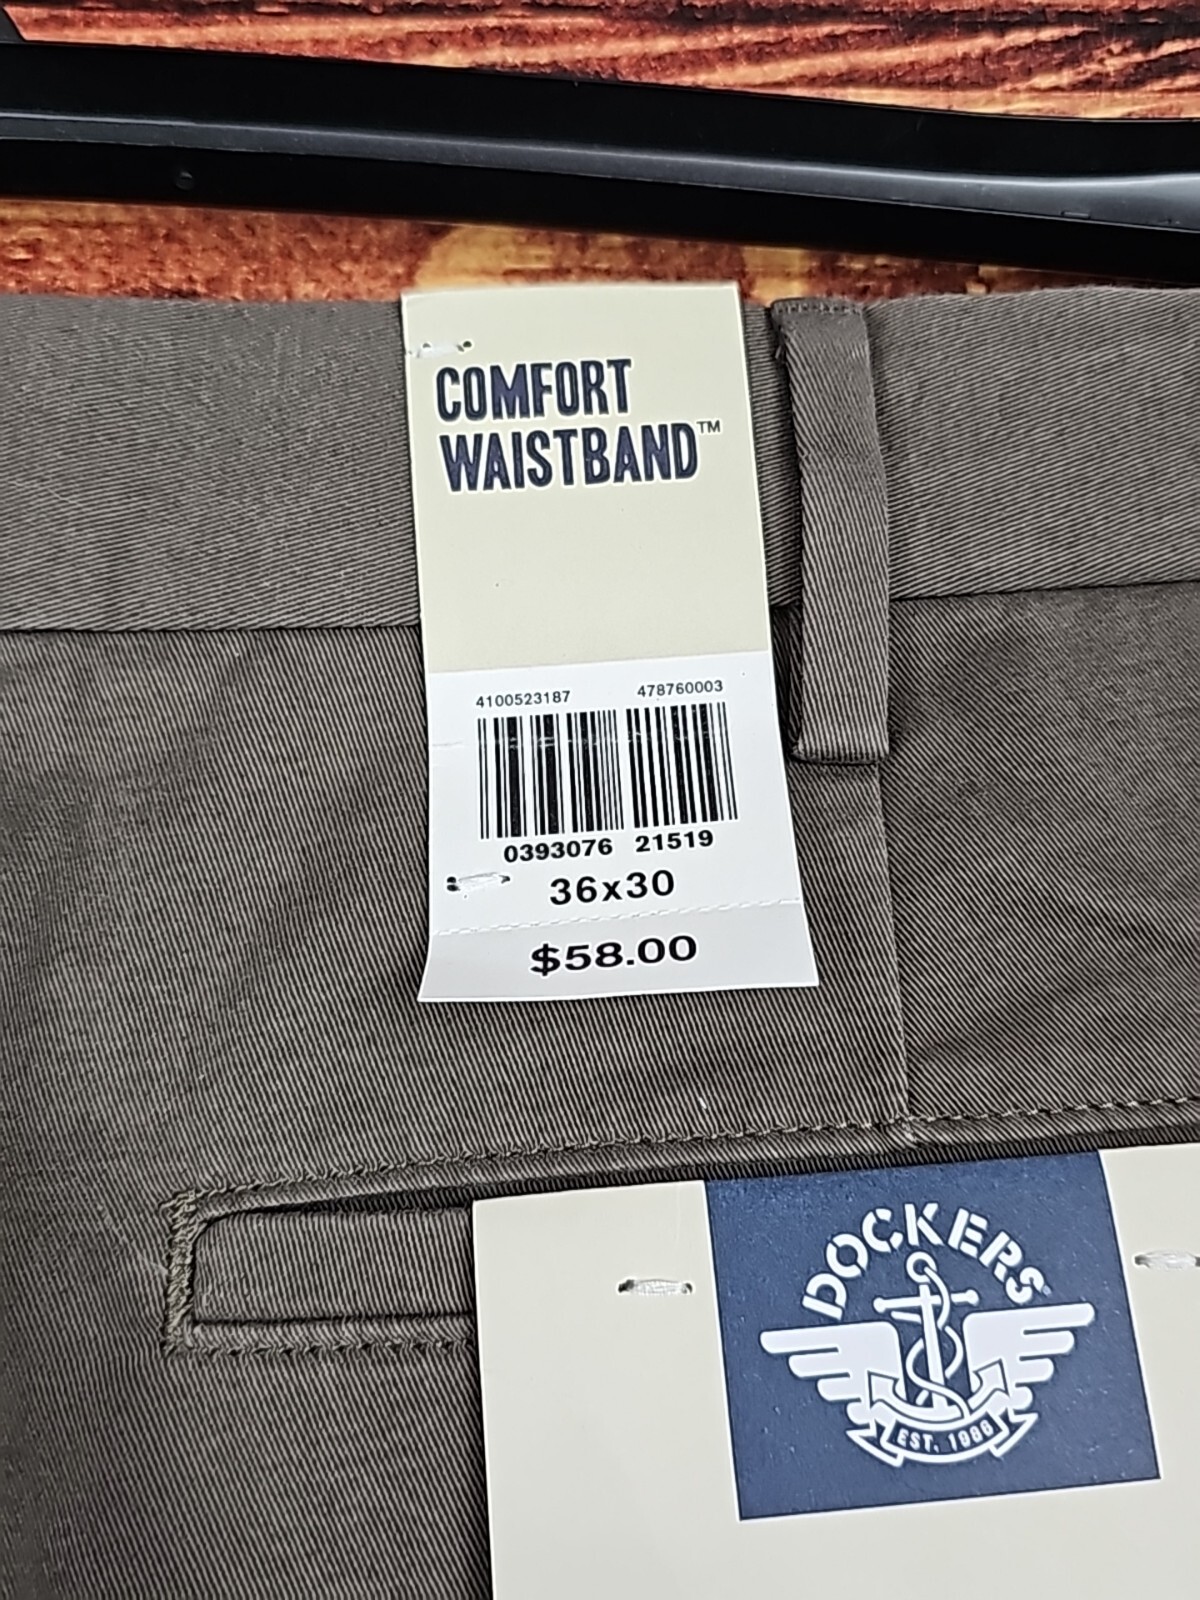 COMFORT
WAISTBAND™
4100523187 478760003
0393076 21519
36x30
$58.00
DOCKERS®
EST. 1986